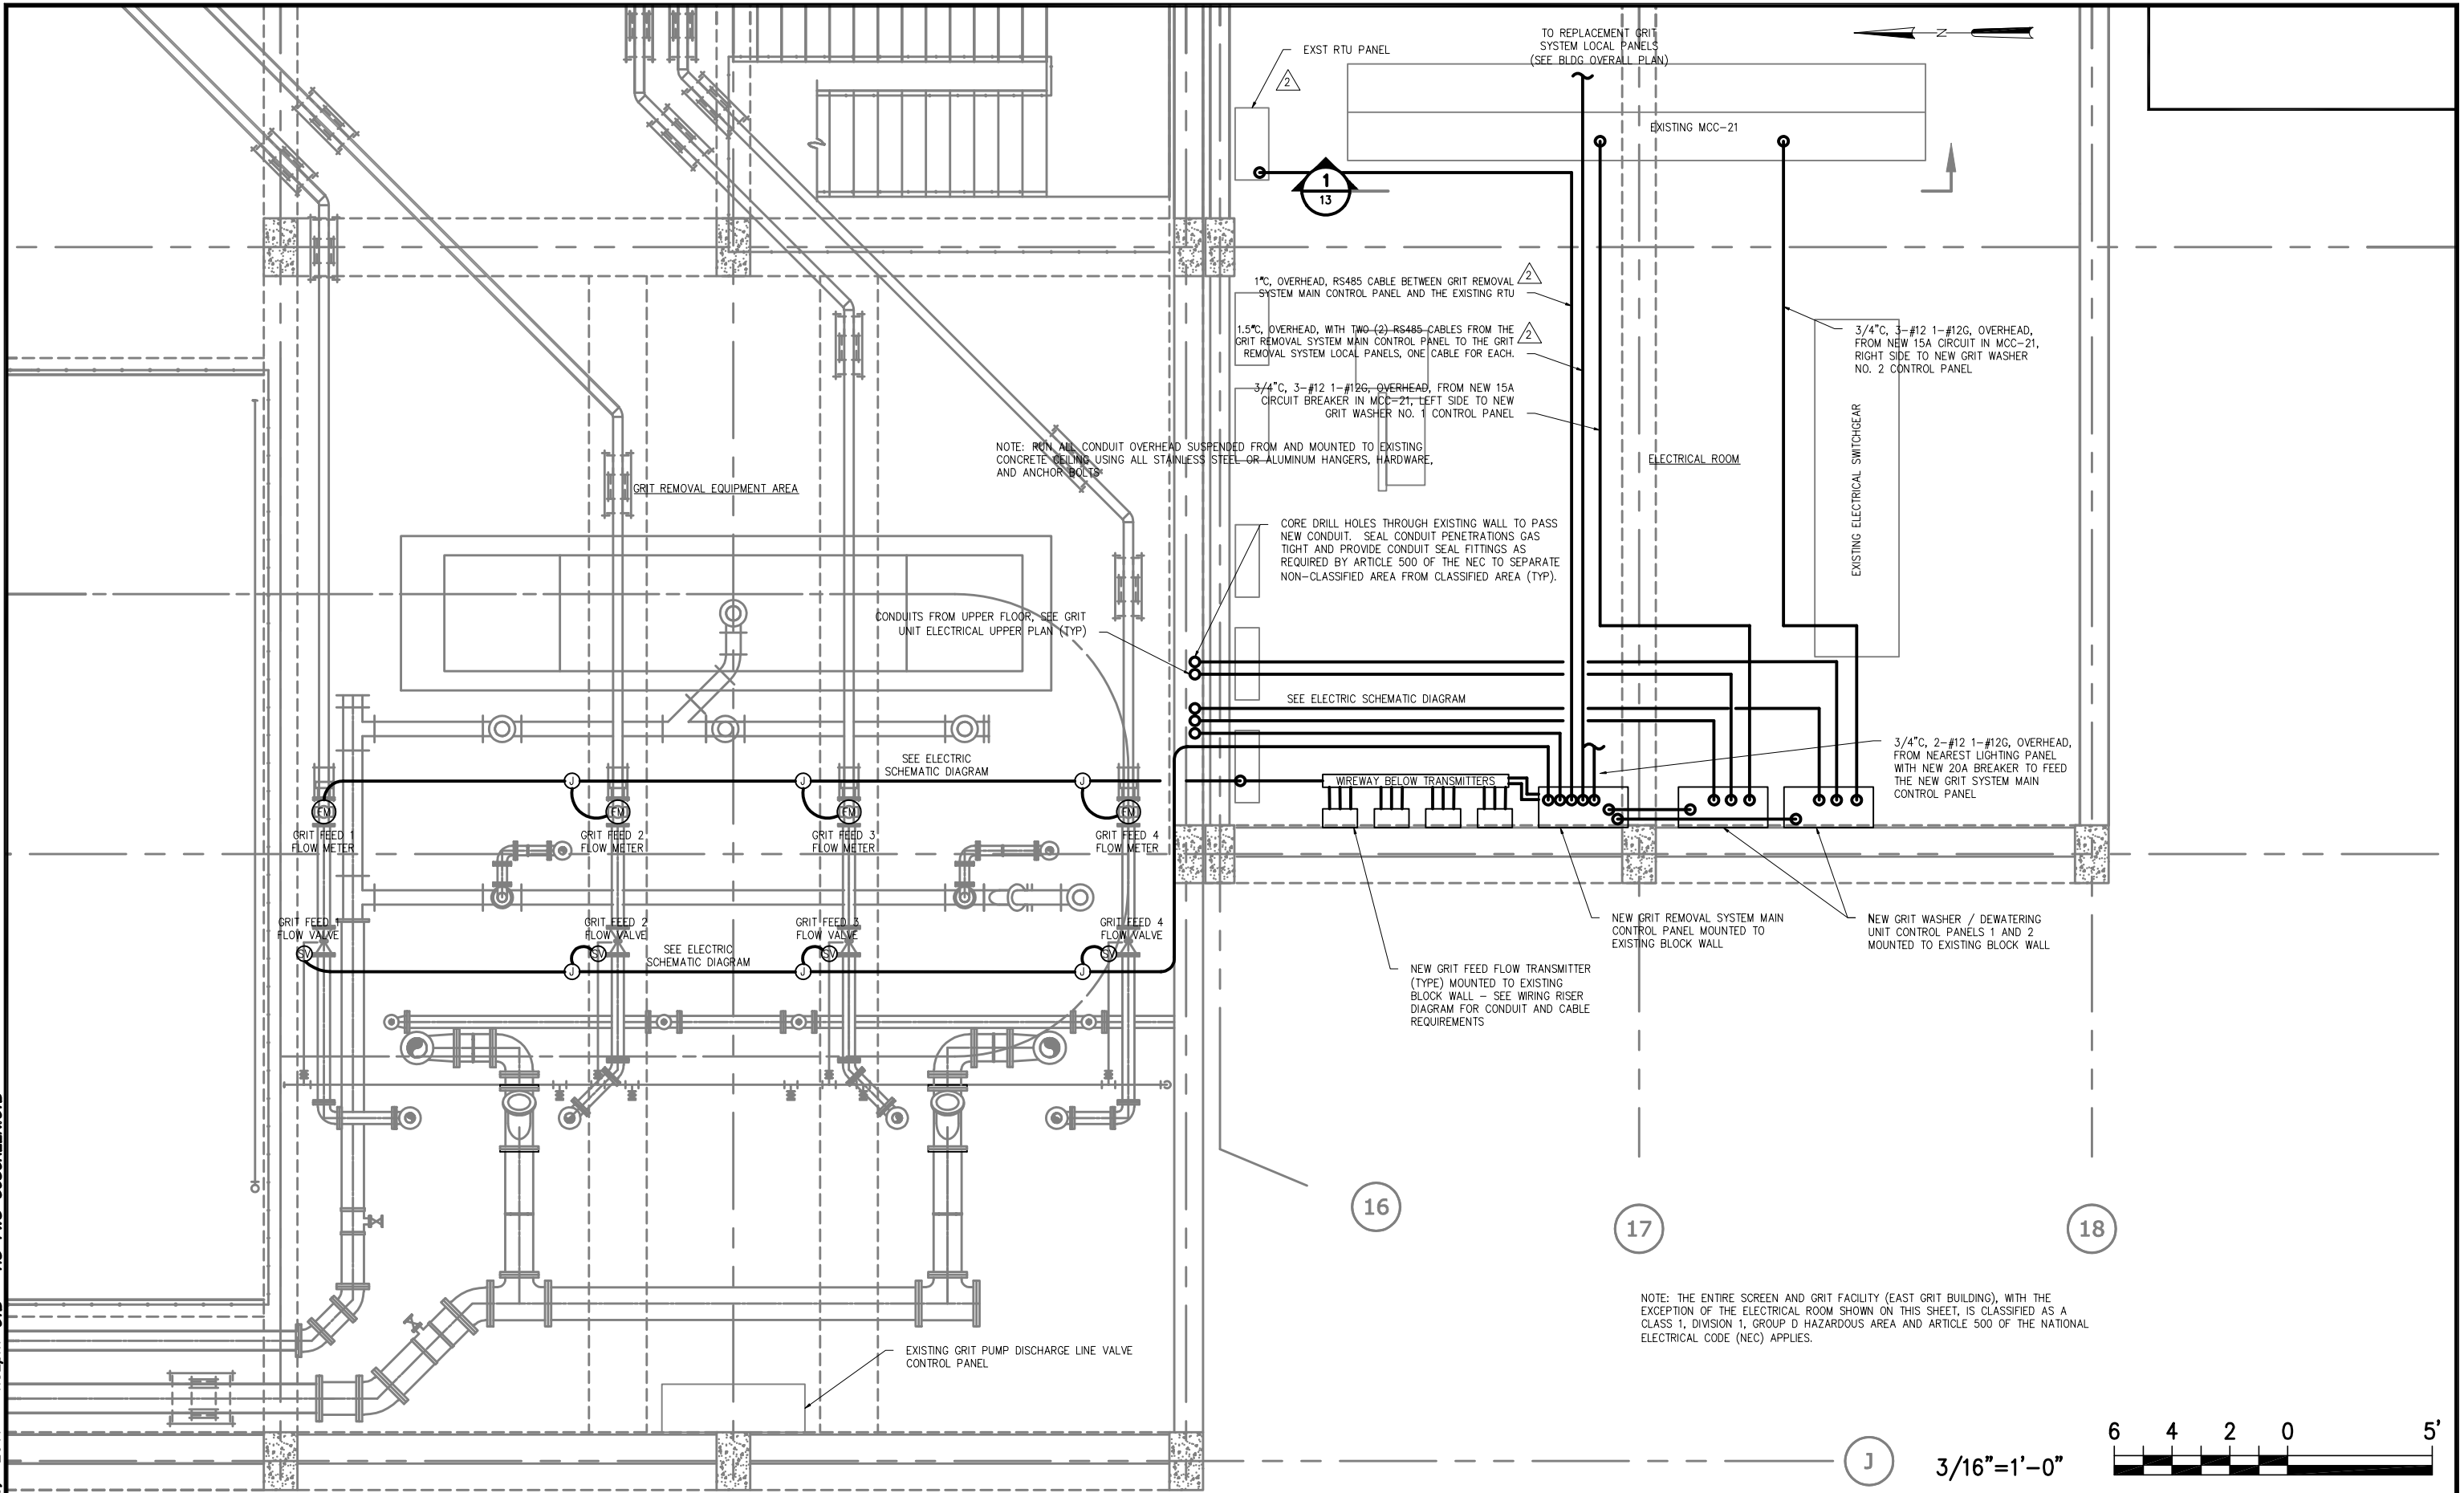 TO REPLACEMENT GRIT
SYSTEM LOCAL PANELS
(SEE BLDG OVERALL PLAN)
N
EXST RTU PANEL
2
EXISTING MCC-21
1
13
1"C, OVERHEAD, RS485 CABLE BETWEEN GRIT REMOVAL
SYSTEM MAIN CONTROL PANEL AND THE EXISTING RTU
2
1.5"C, OVERHEAD, WITH TWO (2) RS485 CABLES FROM THE
GRIT REMOVAL SYSTEM MAIN CONTROL PANEL TO THE GRIT
REMOVAL SYSTEM LOCAL PANELS, ONE CABLE FOR EACH.
2
3/4"C, 3-#12 1-#12G, OVERHEAD, FROM NEW 15A
CIRCUIT BREAKER IN MCC-21, LEFT SIDE TO NEW
GRIT WASHER NO. 1 CONTROL PANEL
3/4"C, 3-#12 1-#12G, OVERHEAD,
FROM NEW 15A CIRCUIT IN MCC-21,
RIGHT SIDE TO NEW GRIT WASHER
NO. 2 CONTROL PANEL
NOTE: RUN ALL CONDUIT OVERHEAD SUSPENDED FROM AND MOUNTED TO EXISTING
CONCRETE CEILING USING ALL STAINLESS STEEL OR ALUMINUM HANGERS, HARDWARE,
AND ANCHOR BOLTS
ELECTRICAL ROOM
EXISTING ELECTRICAL SWITCHGEAR
GRIT REMOVAL EQUIPMENT AREA
CORE DRILL HOLES THROUGH EXISTING WALL TO PASS
NEW CONDUIT. SEAL CONDUIT PENETRATIONS GAS
TIGHT AND PROVIDE CONDUIT SEAL FITTINGS AS
REQUIRED BY ARTICLE 500 OF THE NEC TO SEPARATE
NON-CLASSIFIED AREA FROM CLASSIFIED AREA (TYP).
CONDUITS FROM UPPER FLOOR, SEE GRIT
UNIT ELECTRICAL UPPER PLAN (TYP)
SEE ELECTRIC SCHEMATIC DIAGRAM
SEE ELECTRIC
SCHEMATIC DIAGRAM
3/4"C, 2-#12 1-#12G, OVERHEAD,
FROM NEAREST LIGHTING PANEL
WITH NEW 20A BREAKER TO FEED
THE NEW GRIT SYSTEM MAIN
CONTROL PANEL
WIREWAY BELOW TRANSMITTERS
J
J
J
FM
FM
FM
FM
GRIT FEED 1
FLOW METER
GRIT FEED 2
FLOW METER
GRIT FEED 3
FLOW METER
GRIT FEED 4
FLOW METER
GRIT FEED 1
FLOW VALVE
GRIT FEED 2
FLOW VALVE
GRIT FEED 3
FLOW VALVE
GRIT FEED 4
FLOW VALVE
SV
SV
SV
SV
SEE ELECTRIC
SCHEMATIC DIAGRAM
J
J
J
NEW GRIT REMOVAL SYSTEM MAIN
CONTROL PANEL MOUNTED TO
EXISTING BLOCK WALL
NEW GRIT WASHER / DEWATERING
UNIT CONTROL PANELS 1 AND 2
MOUNTED TO EXISTING BLOCK WALL
NEW GRIT FEED FLOW TRANSMITTER
(TYPE) MOUNTED TO EXISTING
BLOCK WALL - SEE WIRING RISER
DIAGRAM FOR CONDUIT AND CABLE
REQUIREMENTS
16
17
18
NOTE: THE ENTIRE SCREEN AND GRIT FACILITY (EAST GRIT BUILDING), WITH THE
EXCEPTION OF THE ELECTRICAL ROOM SHOWN ON THIS SHEET, IS CLASSIFIED AS A
CLASS 1, DIVISION 1, GROUP D HAZARDOUS AREA AND ARTICLE 500 OF THE NATIONAL
ELECTRICAL CODE (NEC) APPLIES.
EXISTING GRIT PUMP DISCHARGE LINE VALVE
CONTROL PANEL
J
3/16"=1'-0"
6 4 2 0 5'